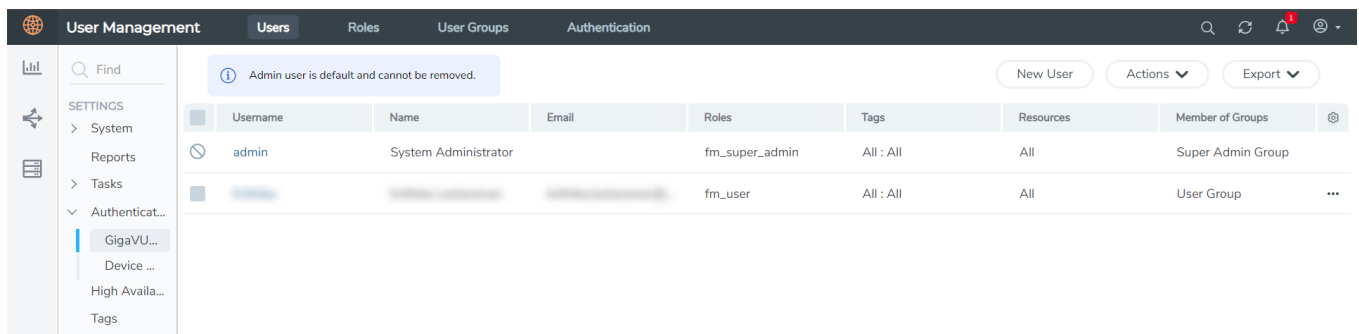 User Management Users Roles User Groups Authentication 1
Find
Admin user is default and cannot be removed.
New User Actions Export
SETTINGS
System
Reports
Tasks
Authenticat...
GigaVU...
Device ...
High Availa...
Tags
Username Name Email Roles Tags Resources Member of Groups
admin System Administrator fm_super_admin All : All All Super Admin Group
fm_user All : All All User Group ...